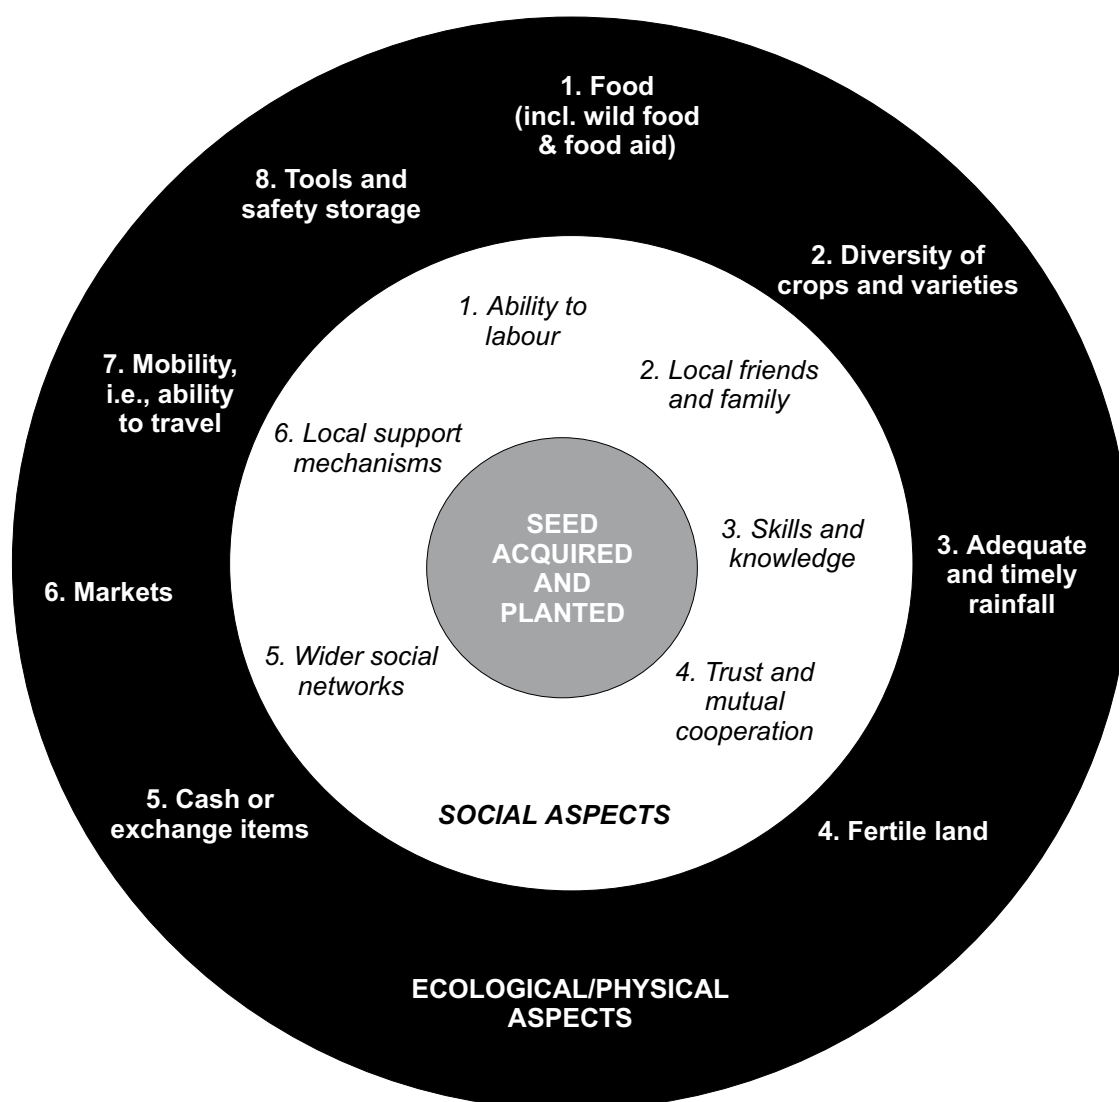 1. Food
(incl. wild food
& food aid)
2. Diversity of
crops and varieties
3. Adequate
and timely
rainfall
4. Fertile land
5. Cash or
exchange items
6. Markets
7. Mobility,
i.e., ability
to travel
8. Tools and
safety storage
ECOLOGICAL/PHYSICAL
ASPECTS
1. Ability to
labour
2. Local friends
and family
3. Skills and
knowledge
4. Trust and
mutual
cooperation
5. Wider social
networks
6. Local support
mechanisms
SOCIAL ASPECTS
SEED
ACQUIRED
AND
PLANTED